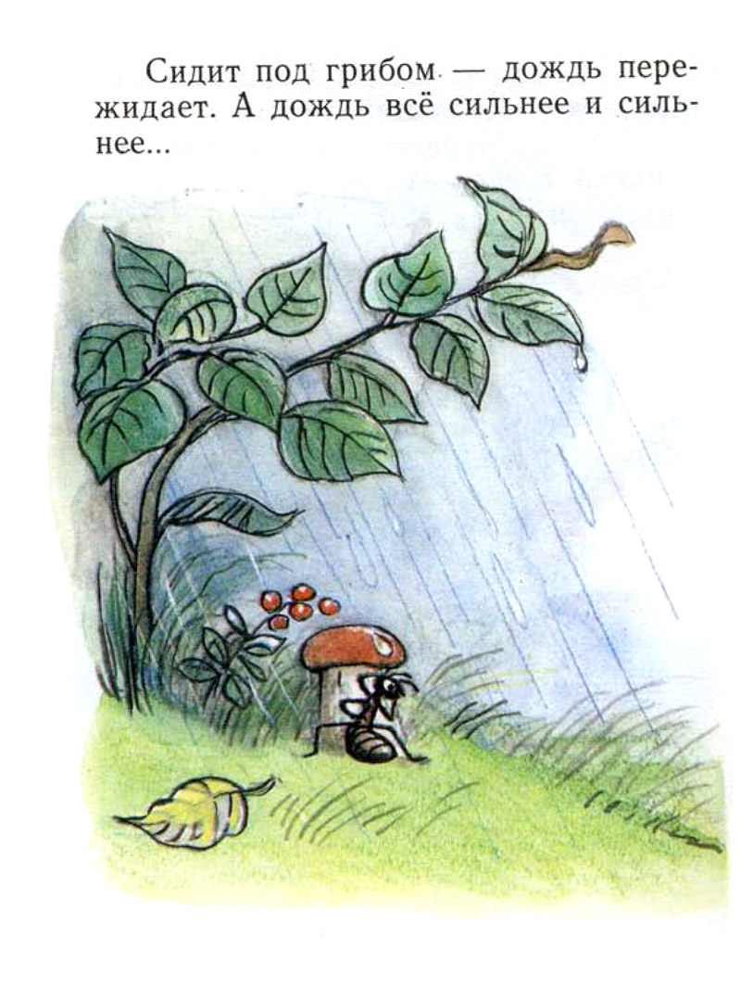 Сидит под грибом — дождь пере-
жидает. А дождь всё сильнее и силь-
нее...